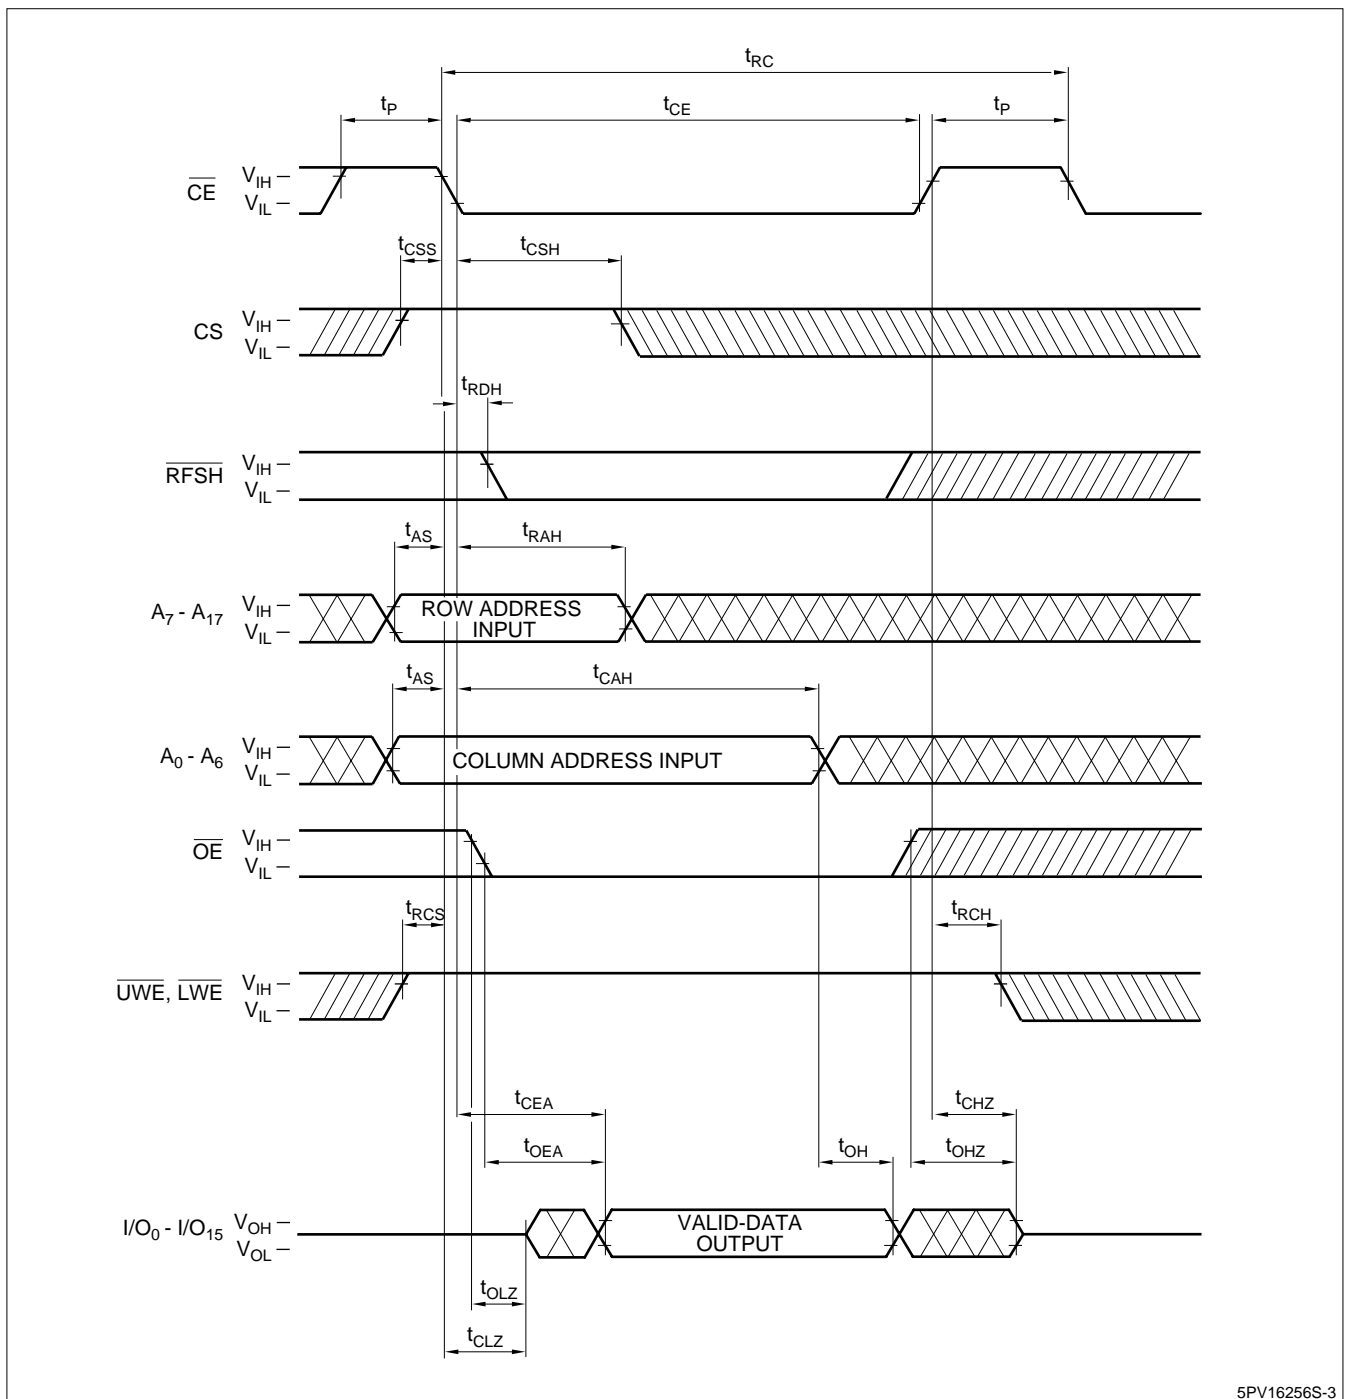 tRC
tP tCE tP
CE VIH
VIL
tCSS tCSH
CS VIH
VIL
tRDH
RFSH VIH
VIL
tAS tRAH
A7 - A17 VIH
VIL
ROW ADDRESS
INPUT
tAS tCAH
A0 - A6 VIH
VIL
COLUMN ADDRESS INPUT
OE VIH
VIL
tRCS tRCH
UWE, LWE VIH
VIL
tCEA tCHZ
tOEA tOH tOHZ
I/O0 - I/O15 VOH
VOL
VALID-DATA
OUTPUT
tOLZ
tCLZ
5PV16256S-3